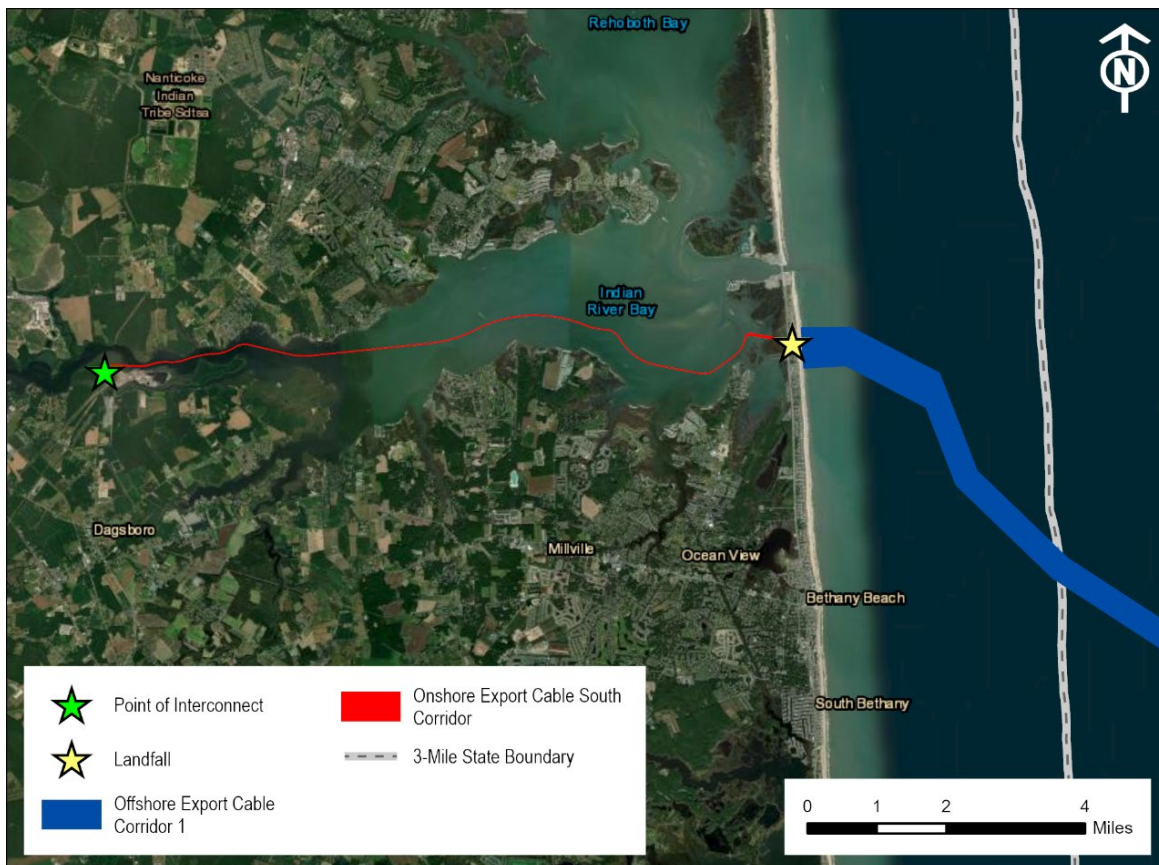 Rehoboth Bay
N
Nanticoke
Indian
Tribe Sdtsa
Indian
River Bay
Dagsboro
Millville
Ocean View
Bethany Beach
South Bethany
Point of Interconnect
Landfall
Offshore Export Cable
Corridor 1
Onshore Export Cable South
Corridor
3-Mile State Boundary
0 1 2 4
Miles